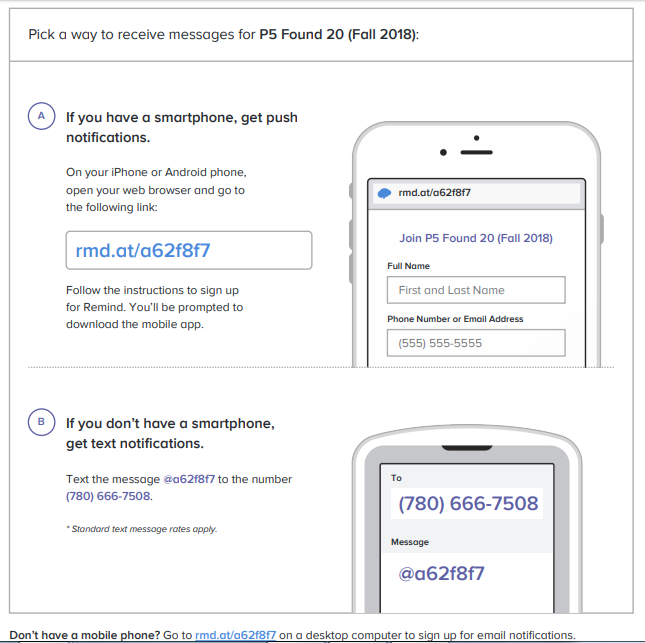 Pick a way to receive messages for P5 Found 20 (Fall 2018):
A
If you have a smartphone, get push
notifications.
On your iPhone or Android phone,
open your web browser and go to
the following link:
rmd.at/a62f8f7
Follow the instructions to sign up
for Remind. You’ll be prompted to
download the mobile app.
rmd.at/a62f8f7
Join P5 Found 20 (Fall 2018)
Full Name
First and Last Name
Phone Number or Email Address
(555) 555-5555
B
If you don’t have a smartphone,
get text notifications.
Text the message @a62f8f7 to the number
(780) 666-7508.
* Standard text message rates apply.
To
(780) 666-7508
Message
@a62f8f7
Don’t have a mobile phone? Go to rmd.at/a62f8f7 on a desktop computer to sign up for email notifications.